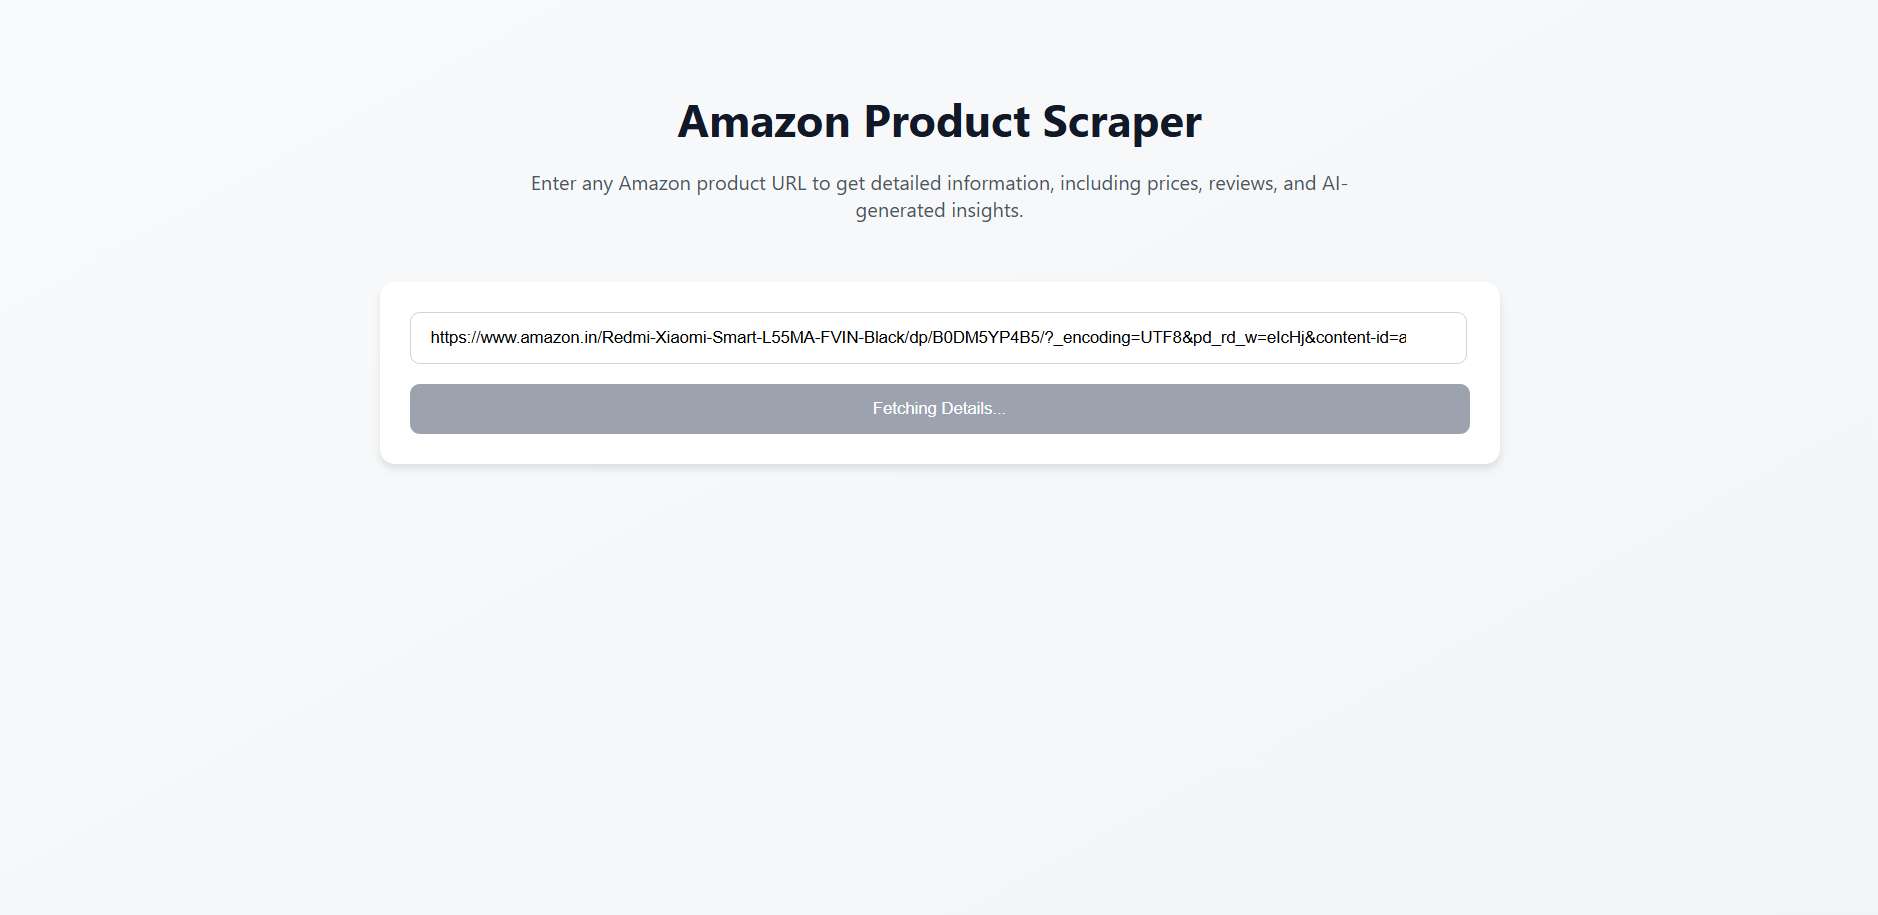 Amazon Product Scraper
Enter any Amazon product URL to get detailed information, including prices, reviews, and AI-
generated insights.
https://www.amazon.in/Redmi-Xiaomi-Smart-L55MA-FVIN-Black/dp/B0DM5YP4B5/?_encoding=UTF8&pd_rd_w=eIcHj&content-id=a
Fetching Details...